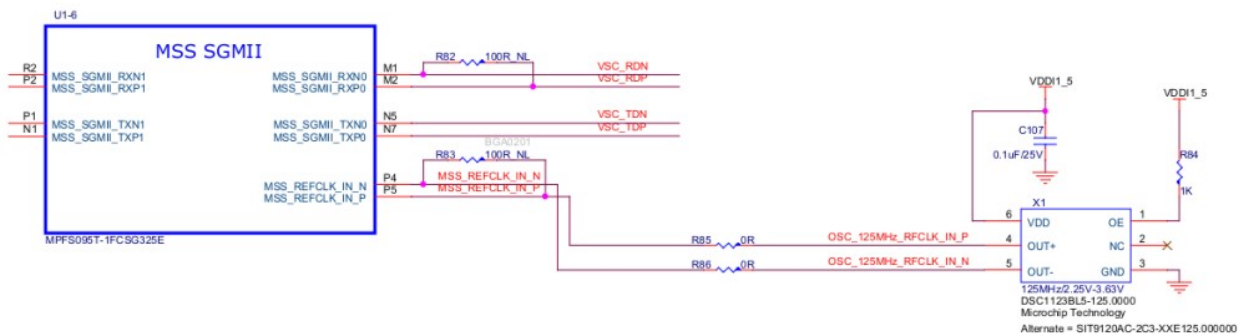 U1-6
MSS SGMII
R2 MSS_SGMII_RXN1
P2 MSS_SGMII_RXP1
P1 MSS_SGMII_TXN1
N1 MSS_SGMII_TXP1
MSS_SGMII_RXN0 M1
MSS_SGMII_RXP0 M2
MSS_SGMII_TXN0 N5
MSS_SGMII_TXP0 N7
MSS_REFCLK_IN_N P4
MSS_REFCLK_IN_P P5
MPFS095T-1FCSG325E
R82 100R_NL
VSC_RDN
VSC_RDP
VSC_TDN
VSC_TDP
BGA0201
R83 100R_NL
MSS_REFCLK_IN_N
MSS_REFCLK_IN_P
R85 0R OSC_125MHz_RFCLK_IN_P
R86 0R OSC_125MHz_RFCLK_IN_N
VDDI1_5
C107
0.1uF/25V
VDDI1_5
R84
1K
X1
6 VDD OE 1
4 OUT+ NC 2
5 OUT- GND 3
125MHz/2.25V-3.63V
DSC1123BL5-125.0000
Microchip Technology
Alternate = SIT9120AC-2C3-XXE125.000000